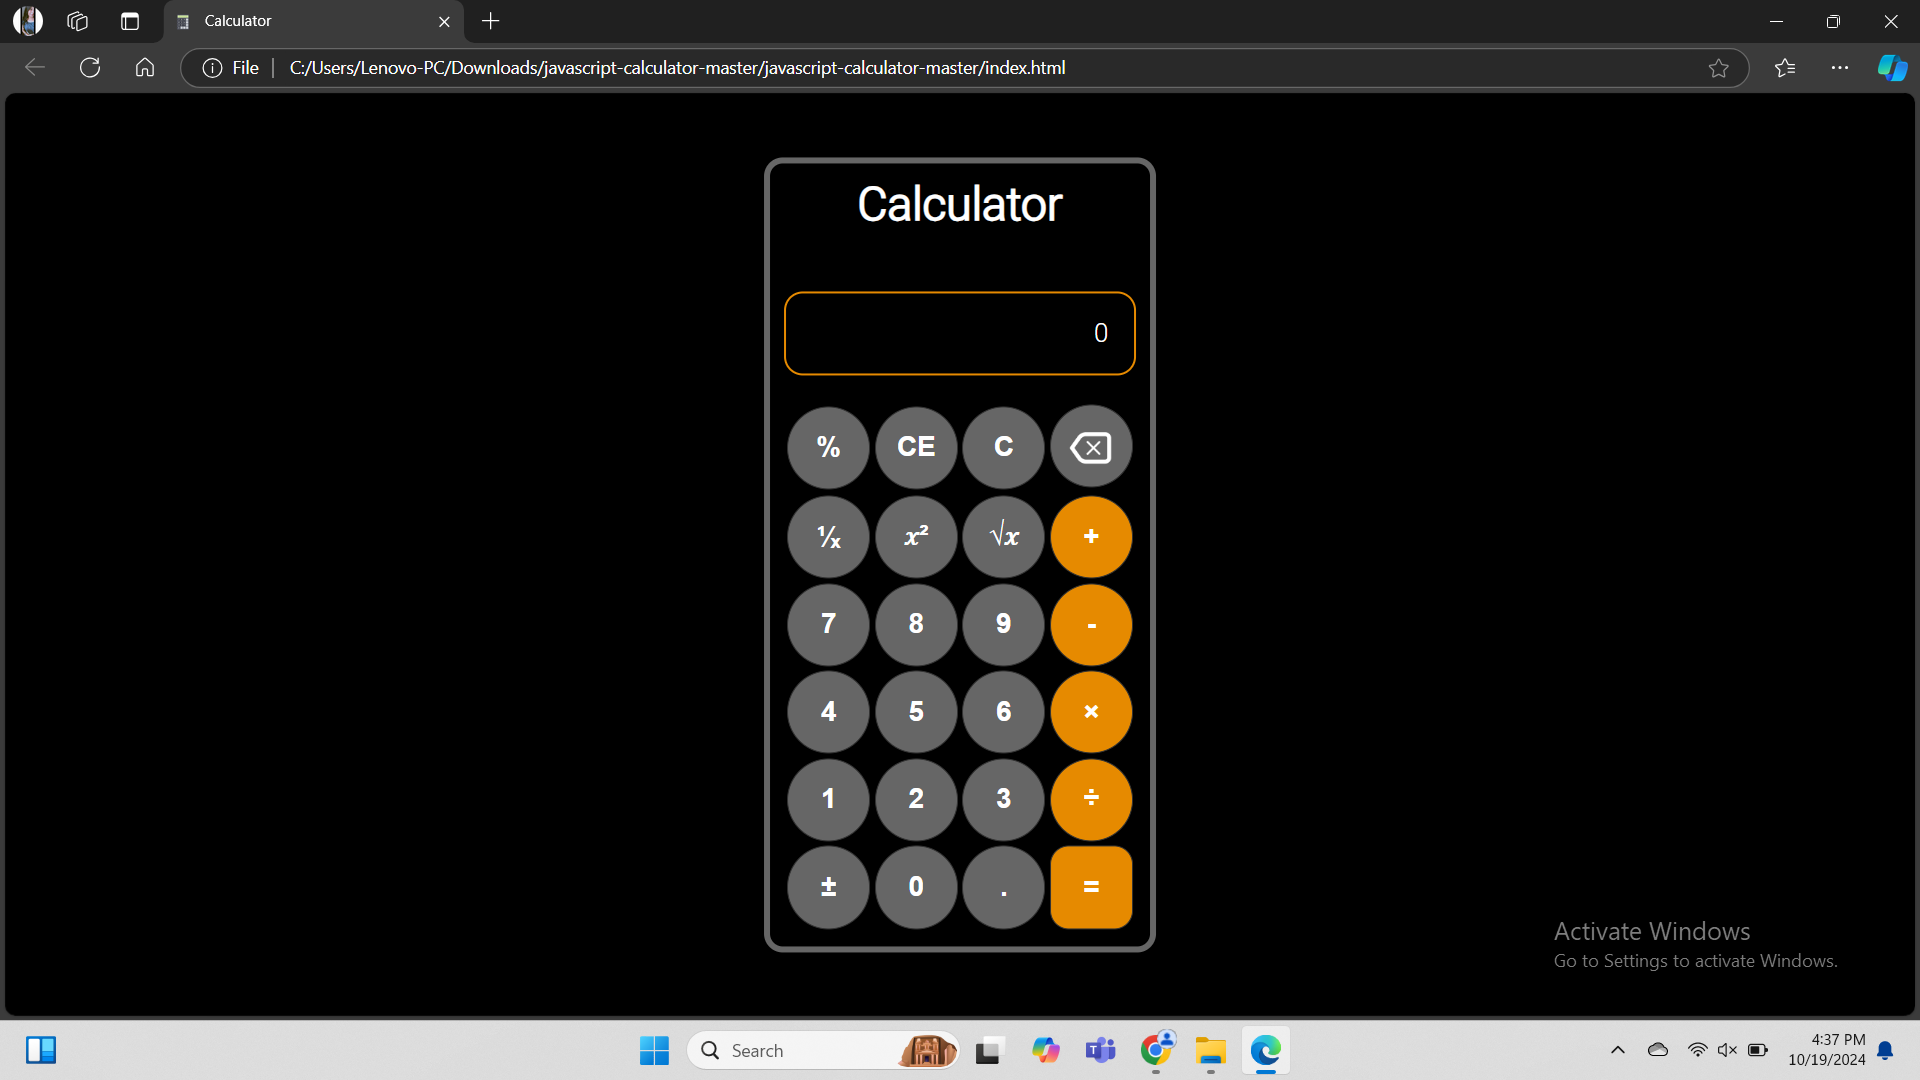 Calculator
File
C:/Users/Lenovo-PC/Downloads/javascript-calculator-master/javascript-calculator-master/index.html
Calculator
0
% CE C
⅟x x² √x +
7 8 9 -
4 5 6 ×
1 2 3 ÷
± 0 . =
Activate Windows
Go to Settings to activate Windows.
Search
4:37 PM
10/19/2024